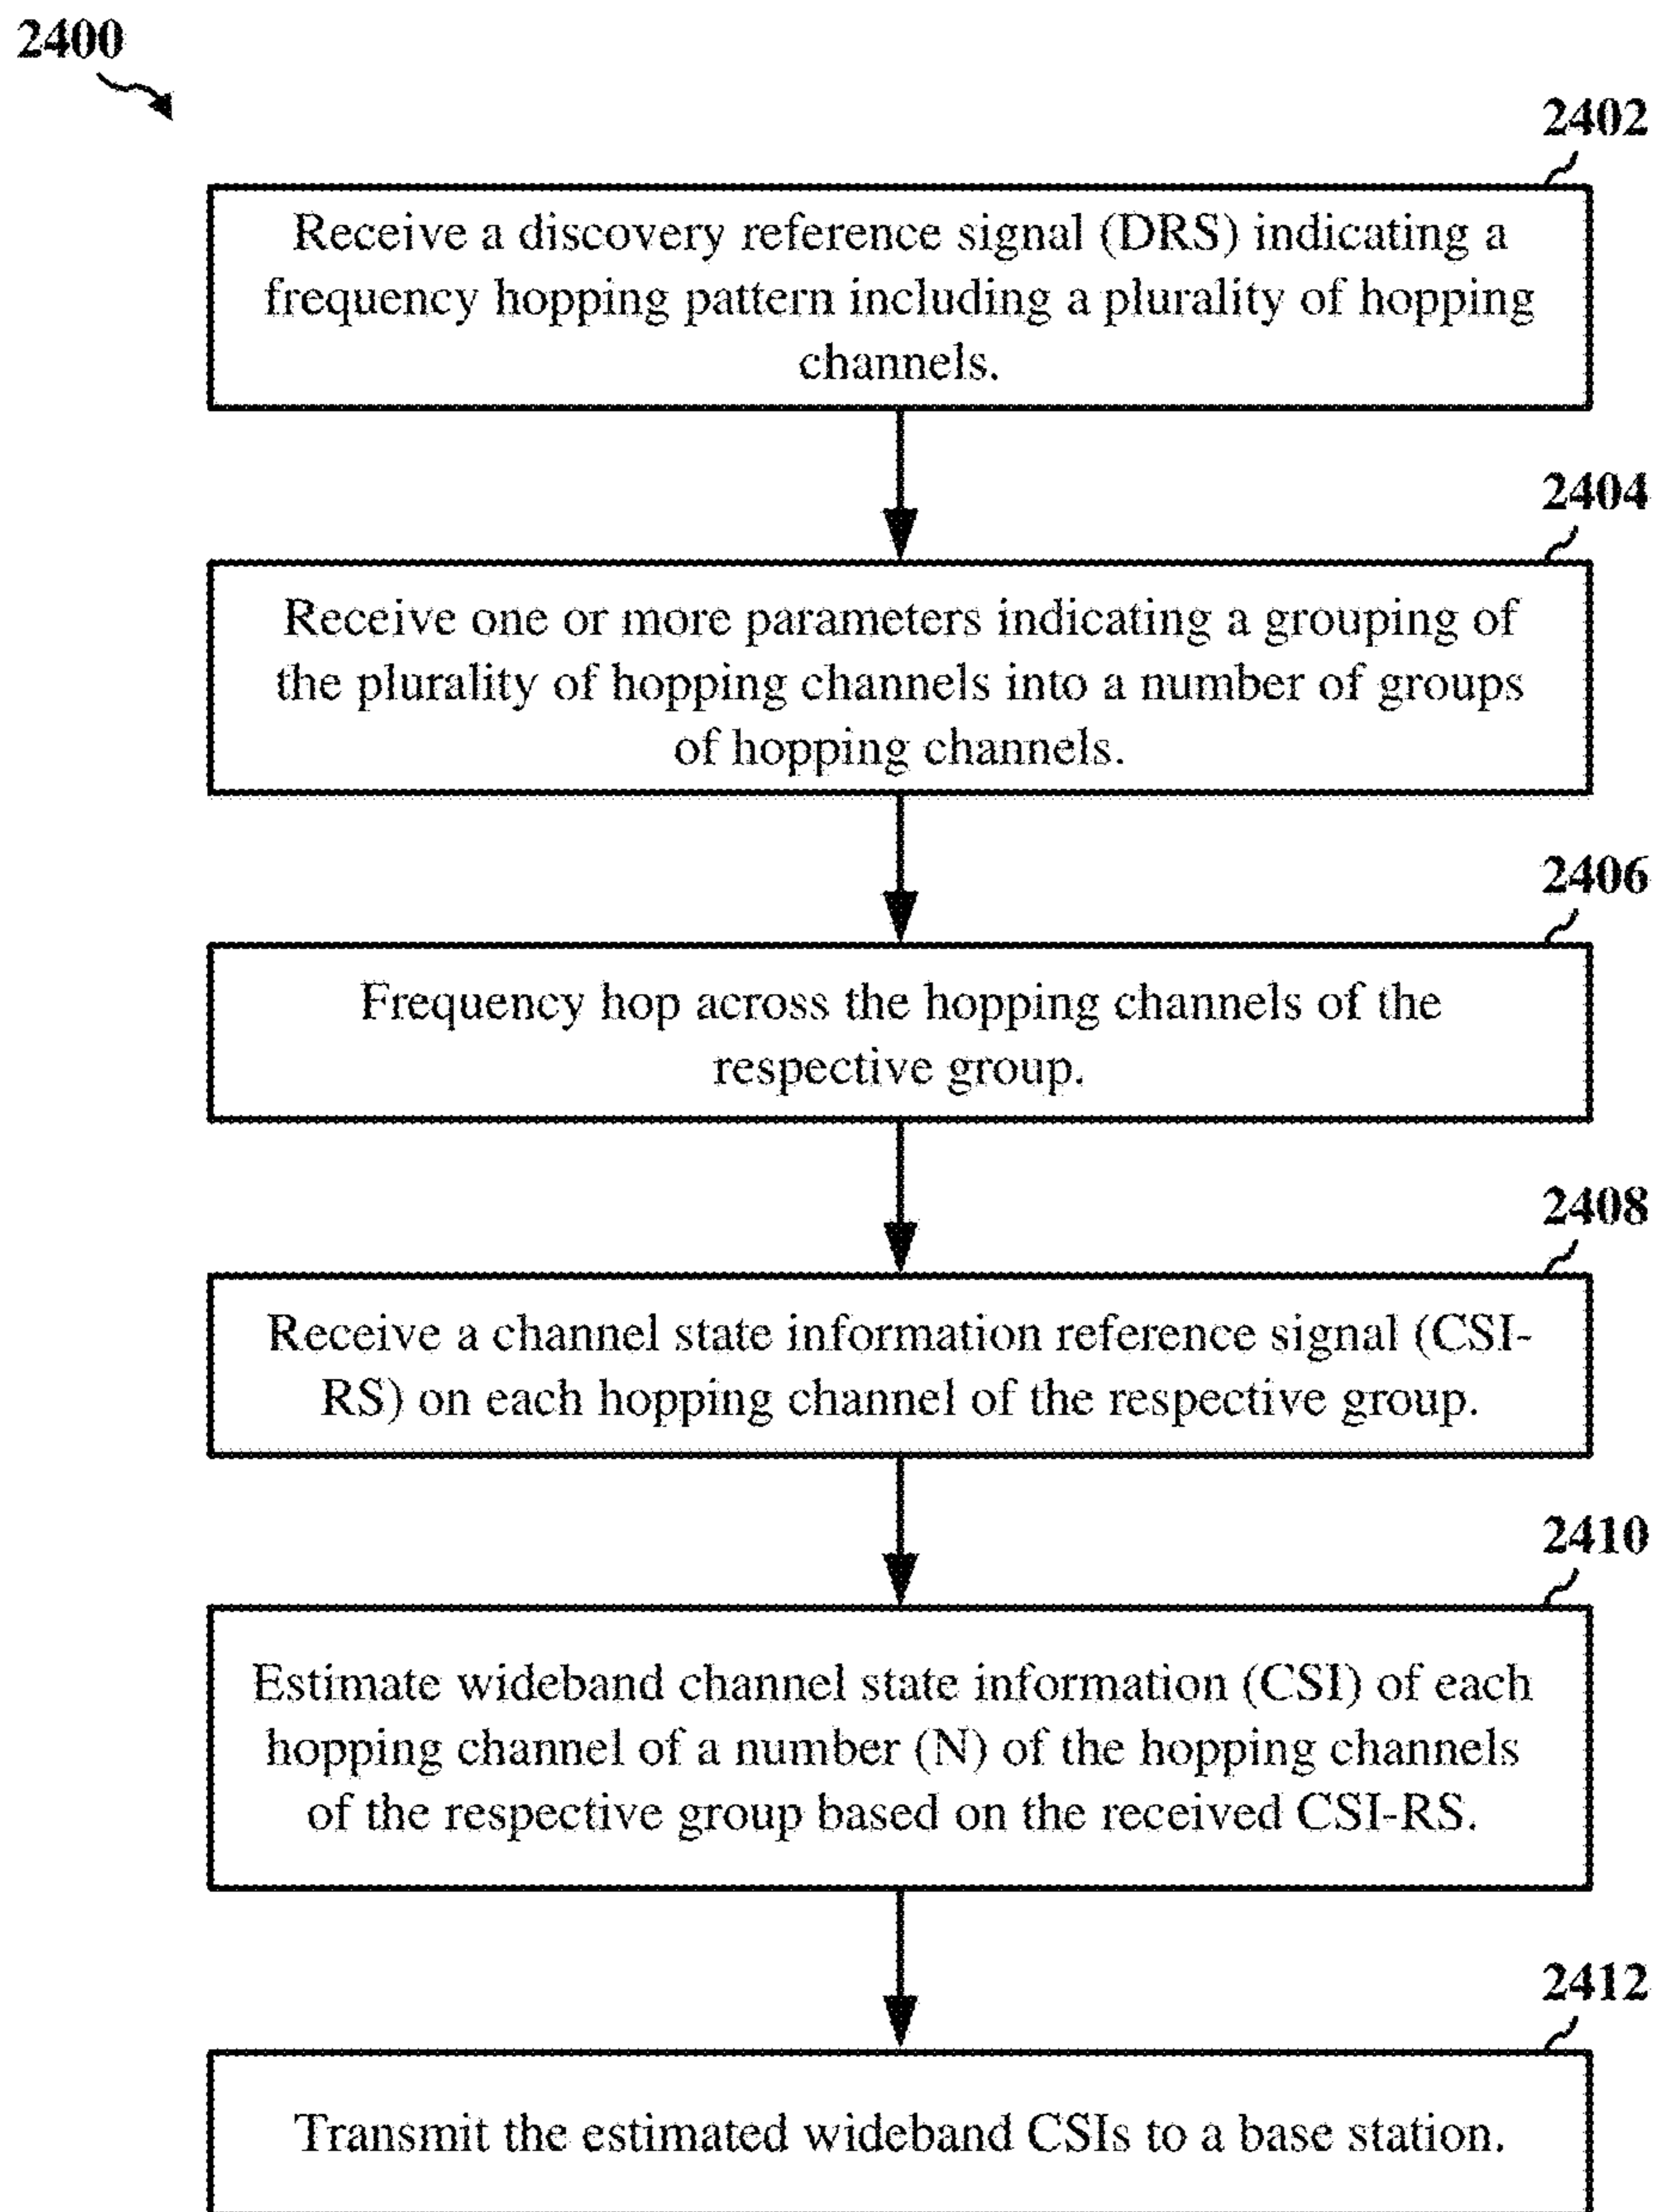 2400
2402
Receive a discovery reference signal (DRS) indicating a
frequency hopping pattern including a plurality of hopping
channels.
2404
Receive one or more parameters indicating a grouping of
the plurality of hopping channels into a number of groups
of hopping channels.
2406
Frequency hop across the hopping channels of the
respective group.
2408
Receive a channel state information reference signal (CSI-
RS) on each hopping channel of the respective group.
2410
Estimate wideband channel state information (CSI) of each
hopping channel of a number (N) of the hopping channels
of the respective group based on the received CSI-RS.
2412
Transmit the estimated wideband CSIs to a base station.